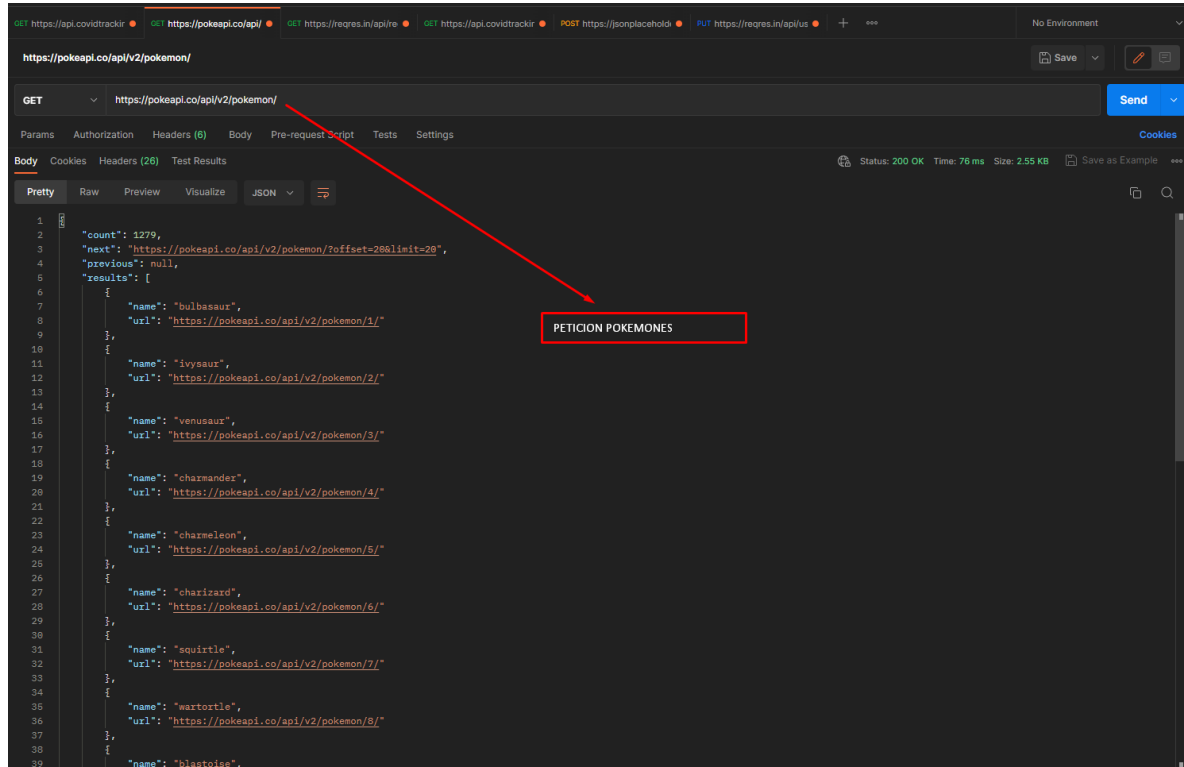 GET https://api.covidtrackir GET https://pokeapi.co/api/ GET https://reqres.in/api/re GET https://api.covidtrackir POST https://jsonplacehold PUT https://reqres.in/api/us + No Environment
https://pokeapi.co/api/v2/pokemon/ Save
GET https://pokeapi.co/api/v2/pokemon/ Send
Params Authorization Headers (6) Body Pre-request Script Tests Settings Cookies
Body Cookies Headers (26) Test Results Status: 200 OK Time: 76 ms Size: 2.55 KB Save as Example
Pretty Raw Preview Visualize JSON
1 {
2 "count": 1279,
3 "next": "https://pokeapi.co/api/v2/pokemon/?offset=20&limit=20",
4 "previous": null,
5 "results": [
6 {
7 "name": "bulbasaur",
8 "url": "https://pokeapi.co/api/v2/pokemon/1/"
PETICION POKEMONES
9 },
10 {
11 "name": "ivysaur",
12 "url": "https://pokeapi.co/api/v2/pokemon/2/"
13 },
14 {
15 "name": "venusaur",
16 "url": "https://pokeapi.co/api/v2/pokemon/3/"
17 },
18 {
19 "name": "charmander",
20 "url": "https://pokeapi.co/api/v2/pokemon/4/"
21 },
22 {
23 "name": "charmeleon",
24 "url": "https://pokeapi.co/api/v2/pokemon/5/"
25 },
26 {
27 "name": "charizard",
28 "url": "https://pokeapi.co/api/v2/pokemon/6/"
29 },
30 {
31 "name": "squirtle",
32 "url": "https://pokeapi.co/api/v2/pokemon/7/"
33 },
34 {
35 "name": "wartortle",
36 "url": "https://pokeapi.co/api/v2/pokemon/8/"
37 },
38 {
39 "name": "blastoise",